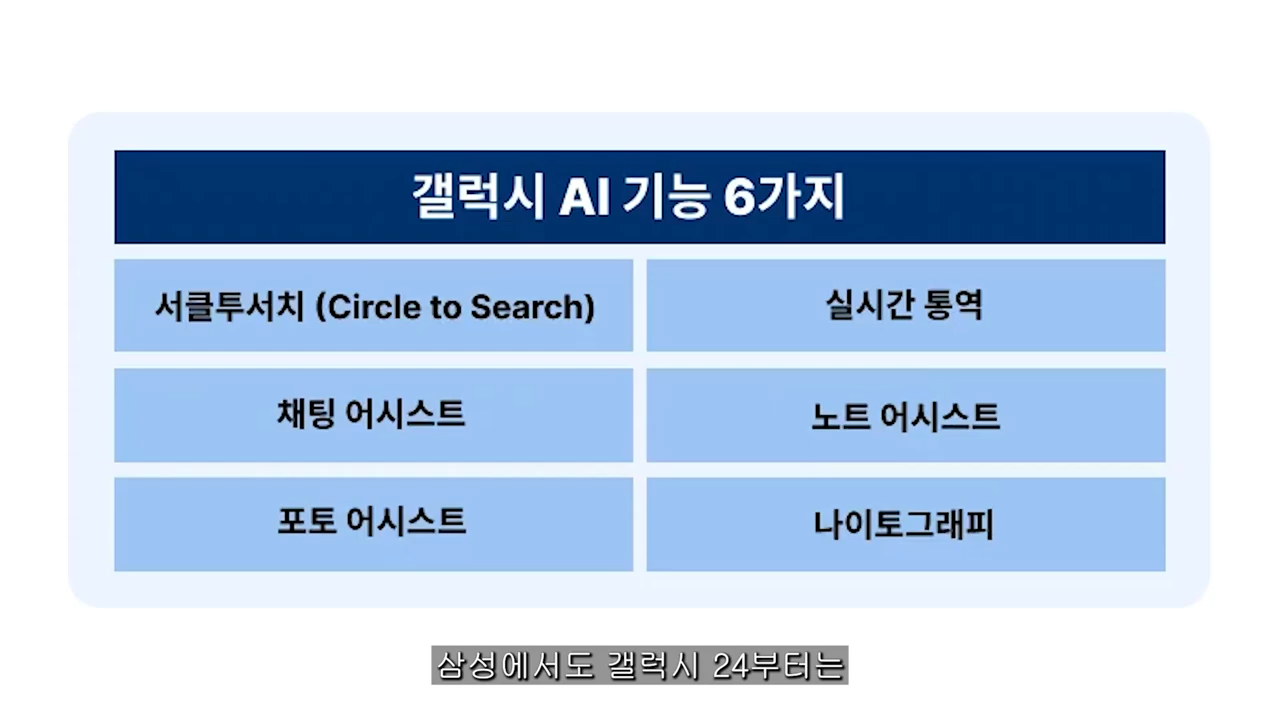 갤럭시 AI 기능 6가지
서클투서치 (Circle to Search)
실시간 통역
채팅 어시스트
노트 어시스트
포토 어시스트
나이토그래피
삼성에서도 갤럭시 24부터는